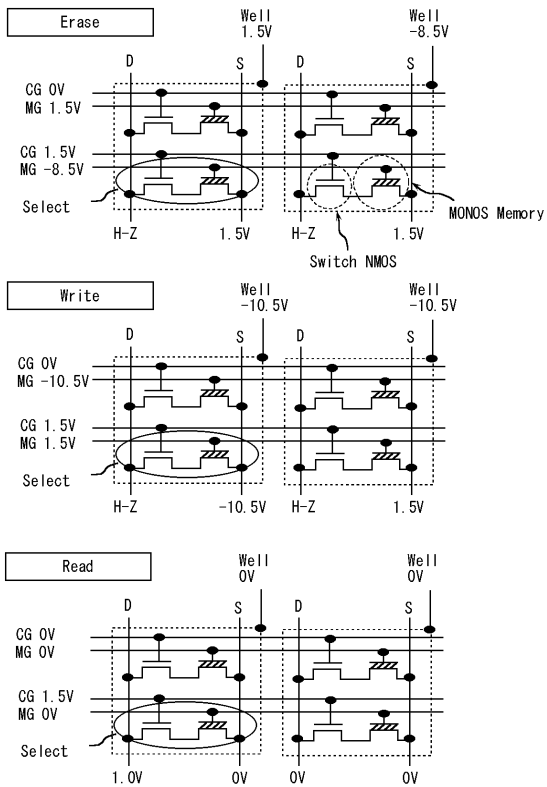 Erase
Well
1.5V
Well
-8.5V
D
S
D
S
CG 0V
MG 1.5V
CG 1.5V
MG -8.5V
Select
MONOS Memory
H-Z
1.5V
H-Z
1.5V
Switch NMOS
Write
Well
-10.5V
Well
-10.5V
D
S
D
S
CG 0V
MG -10.5V
CG 1.5V
MG 1.5V
Select
H-Z
-10.5V
H-Z
1.5V
Read
Well
0V
Well
0V
D
S
D
S
CG 0V
MG 0V
CG 1.5V
MG 0V
Select
1.0V
0V
0V
0V